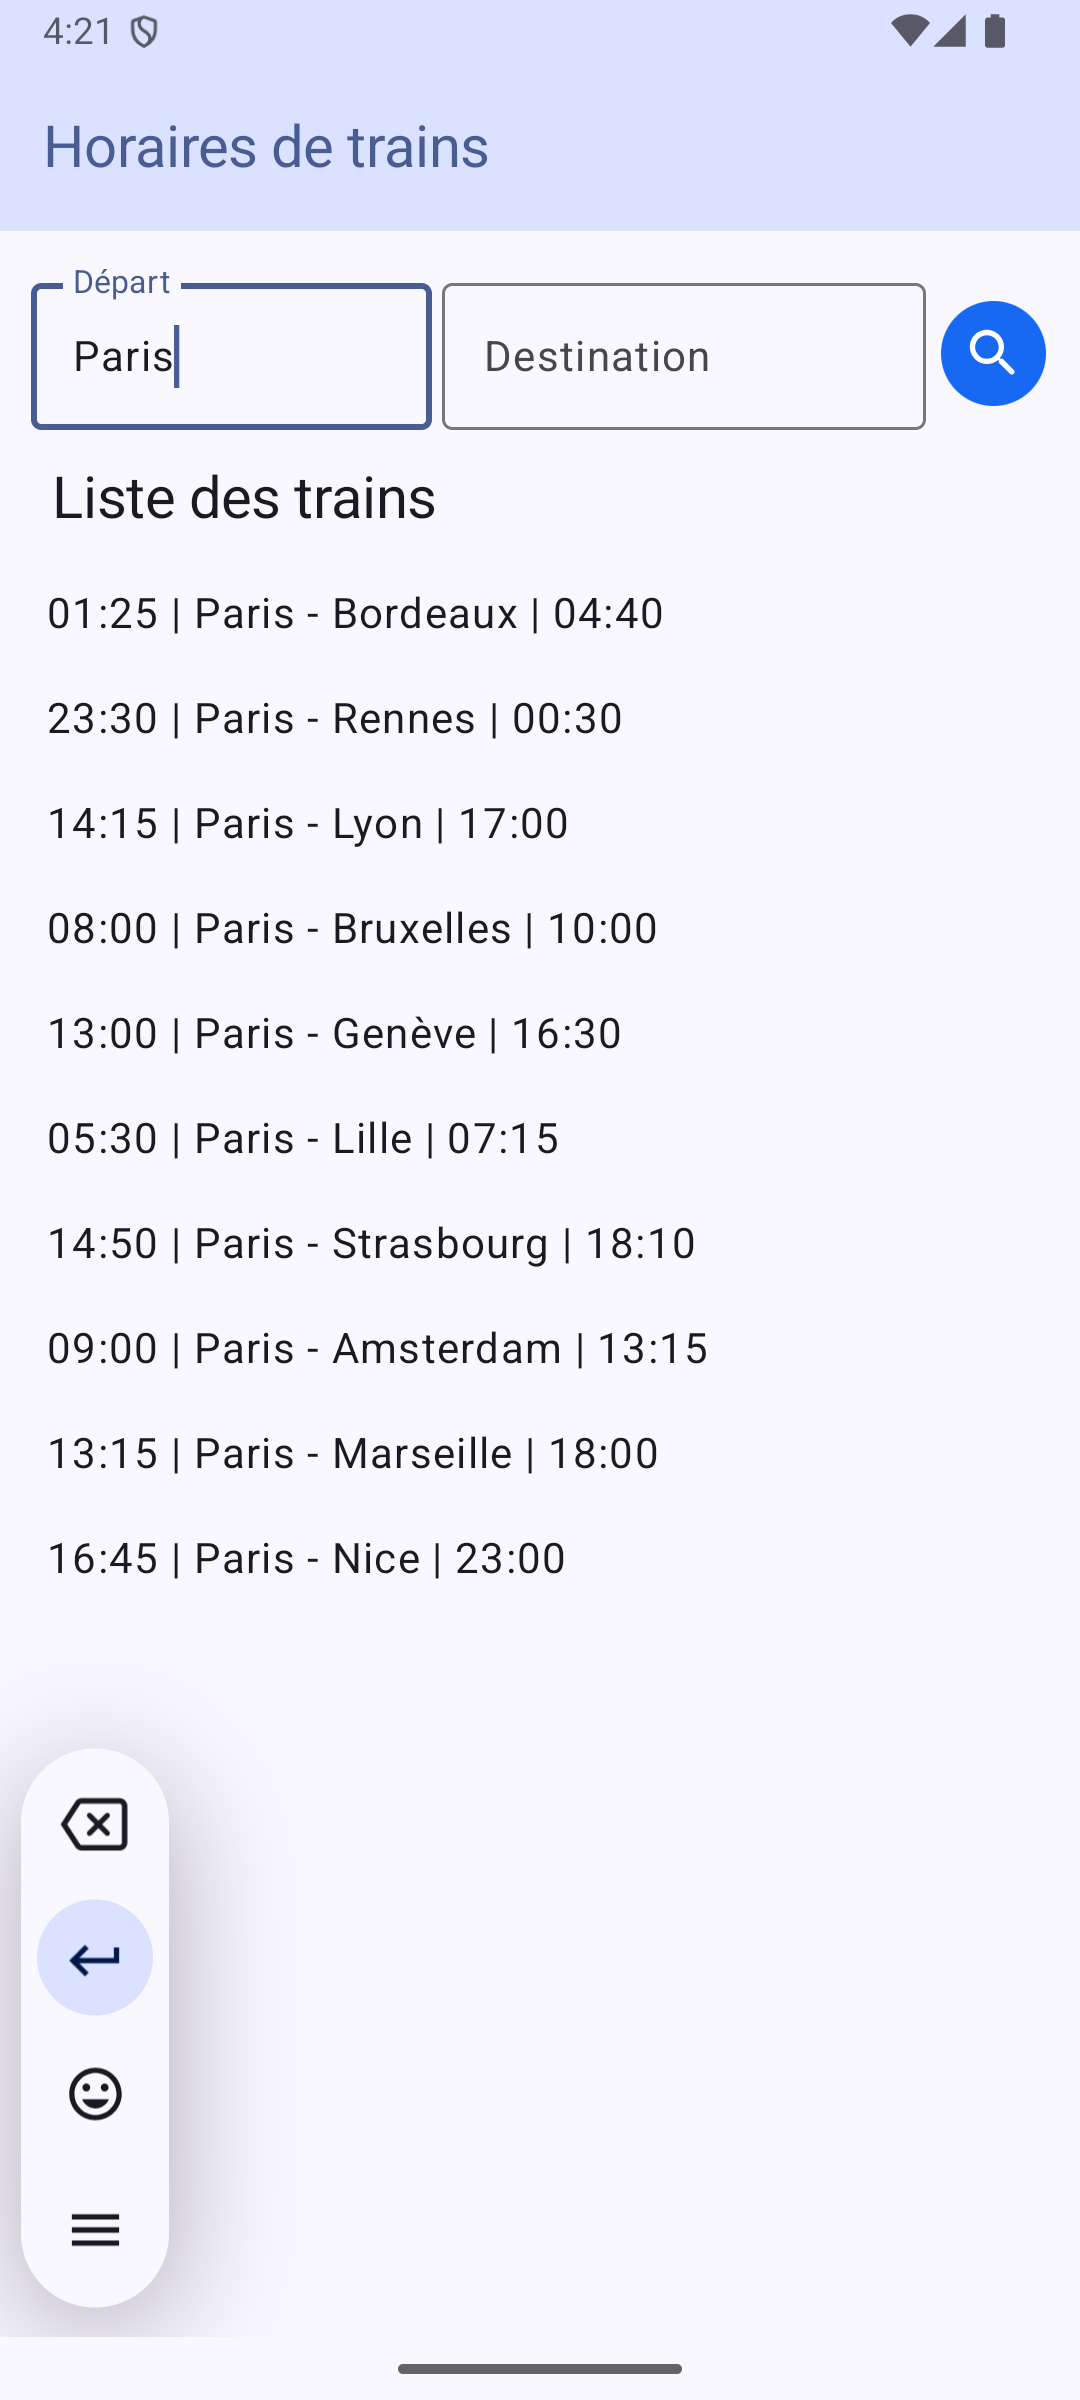 4:21
Horaires de trains
Départ
Paris
Destination
Liste des trains
01:25 | Paris - Bordeaux | 04:40
23:30 | Paris - Rennes | 00:30
14:15 | Paris - Lyon | 17:00
08:00 | Paris - Bruxelles | 10:00
13:00 | Paris - Genève | 16:30
05:30 | Paris - Lille | 07:15
14:50 | Paris - Strasbourg | 18:10
09:00 | Paris - Amsterdam | 13:15
13:15 | Paris - Marseille | 18:00
16:45 | Paris - Nice | 23:00